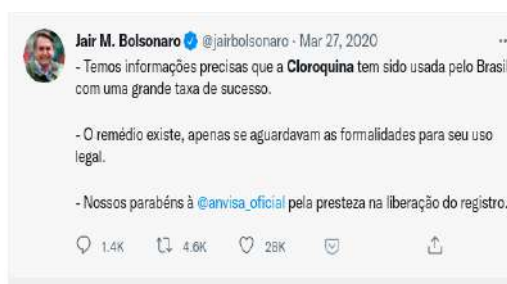 Jair M. Bolsonaro @jairbolsonaro · Mar 27, 2020
- Temos informações precisas que a Cloroquina tem sido usada pelo Brasil
com uma grande taxa de sucesso.
- O remédio existe, apenas se aguardavam as formalidades para seu uso
legal.
- Nossos parabéns à @anvisa_oficial pela presteza na liberação do registro.
1.4K 4.6K 28K